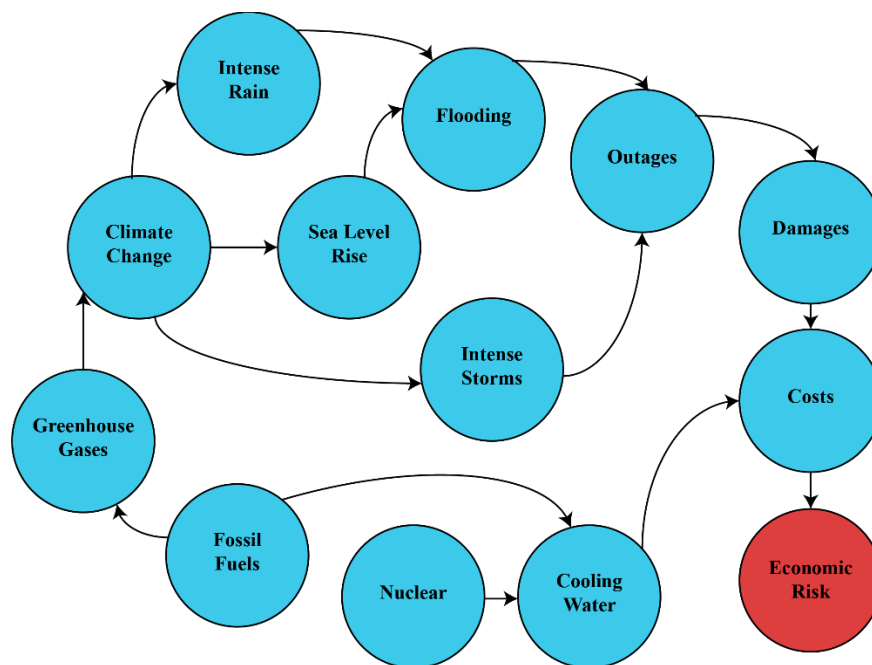 Intense
Rain
Flooding
Outages
Damages
Climate
Change
Sea Level
Rise
Intense
Storms
Costs
Greenhouse
Gases
Fossil
Fuels
Nuclear
Cooling
Water
Economic
Risk